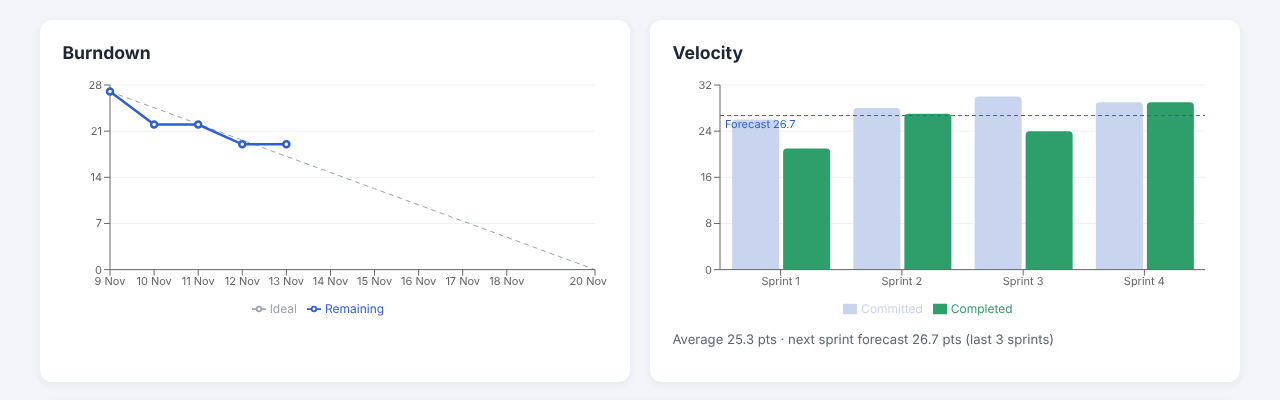 Burndown
28
21
14
7
0
9 Nov 10 Nov 11 Nov 12 Nov 13 Nov 14 Nov 15 Nov 16 Nov 17 Nov 18 Nov 20 Nov
Ideal Remaining
Velocity
32
24
16
8
0
Forecast 26.7
Sprint 1 Sprint 2 Sprint 3 Sprint 4
Committed Completed
Average 25.3 pts · next sprint forecast 26.7 pts (last 3 sprints)